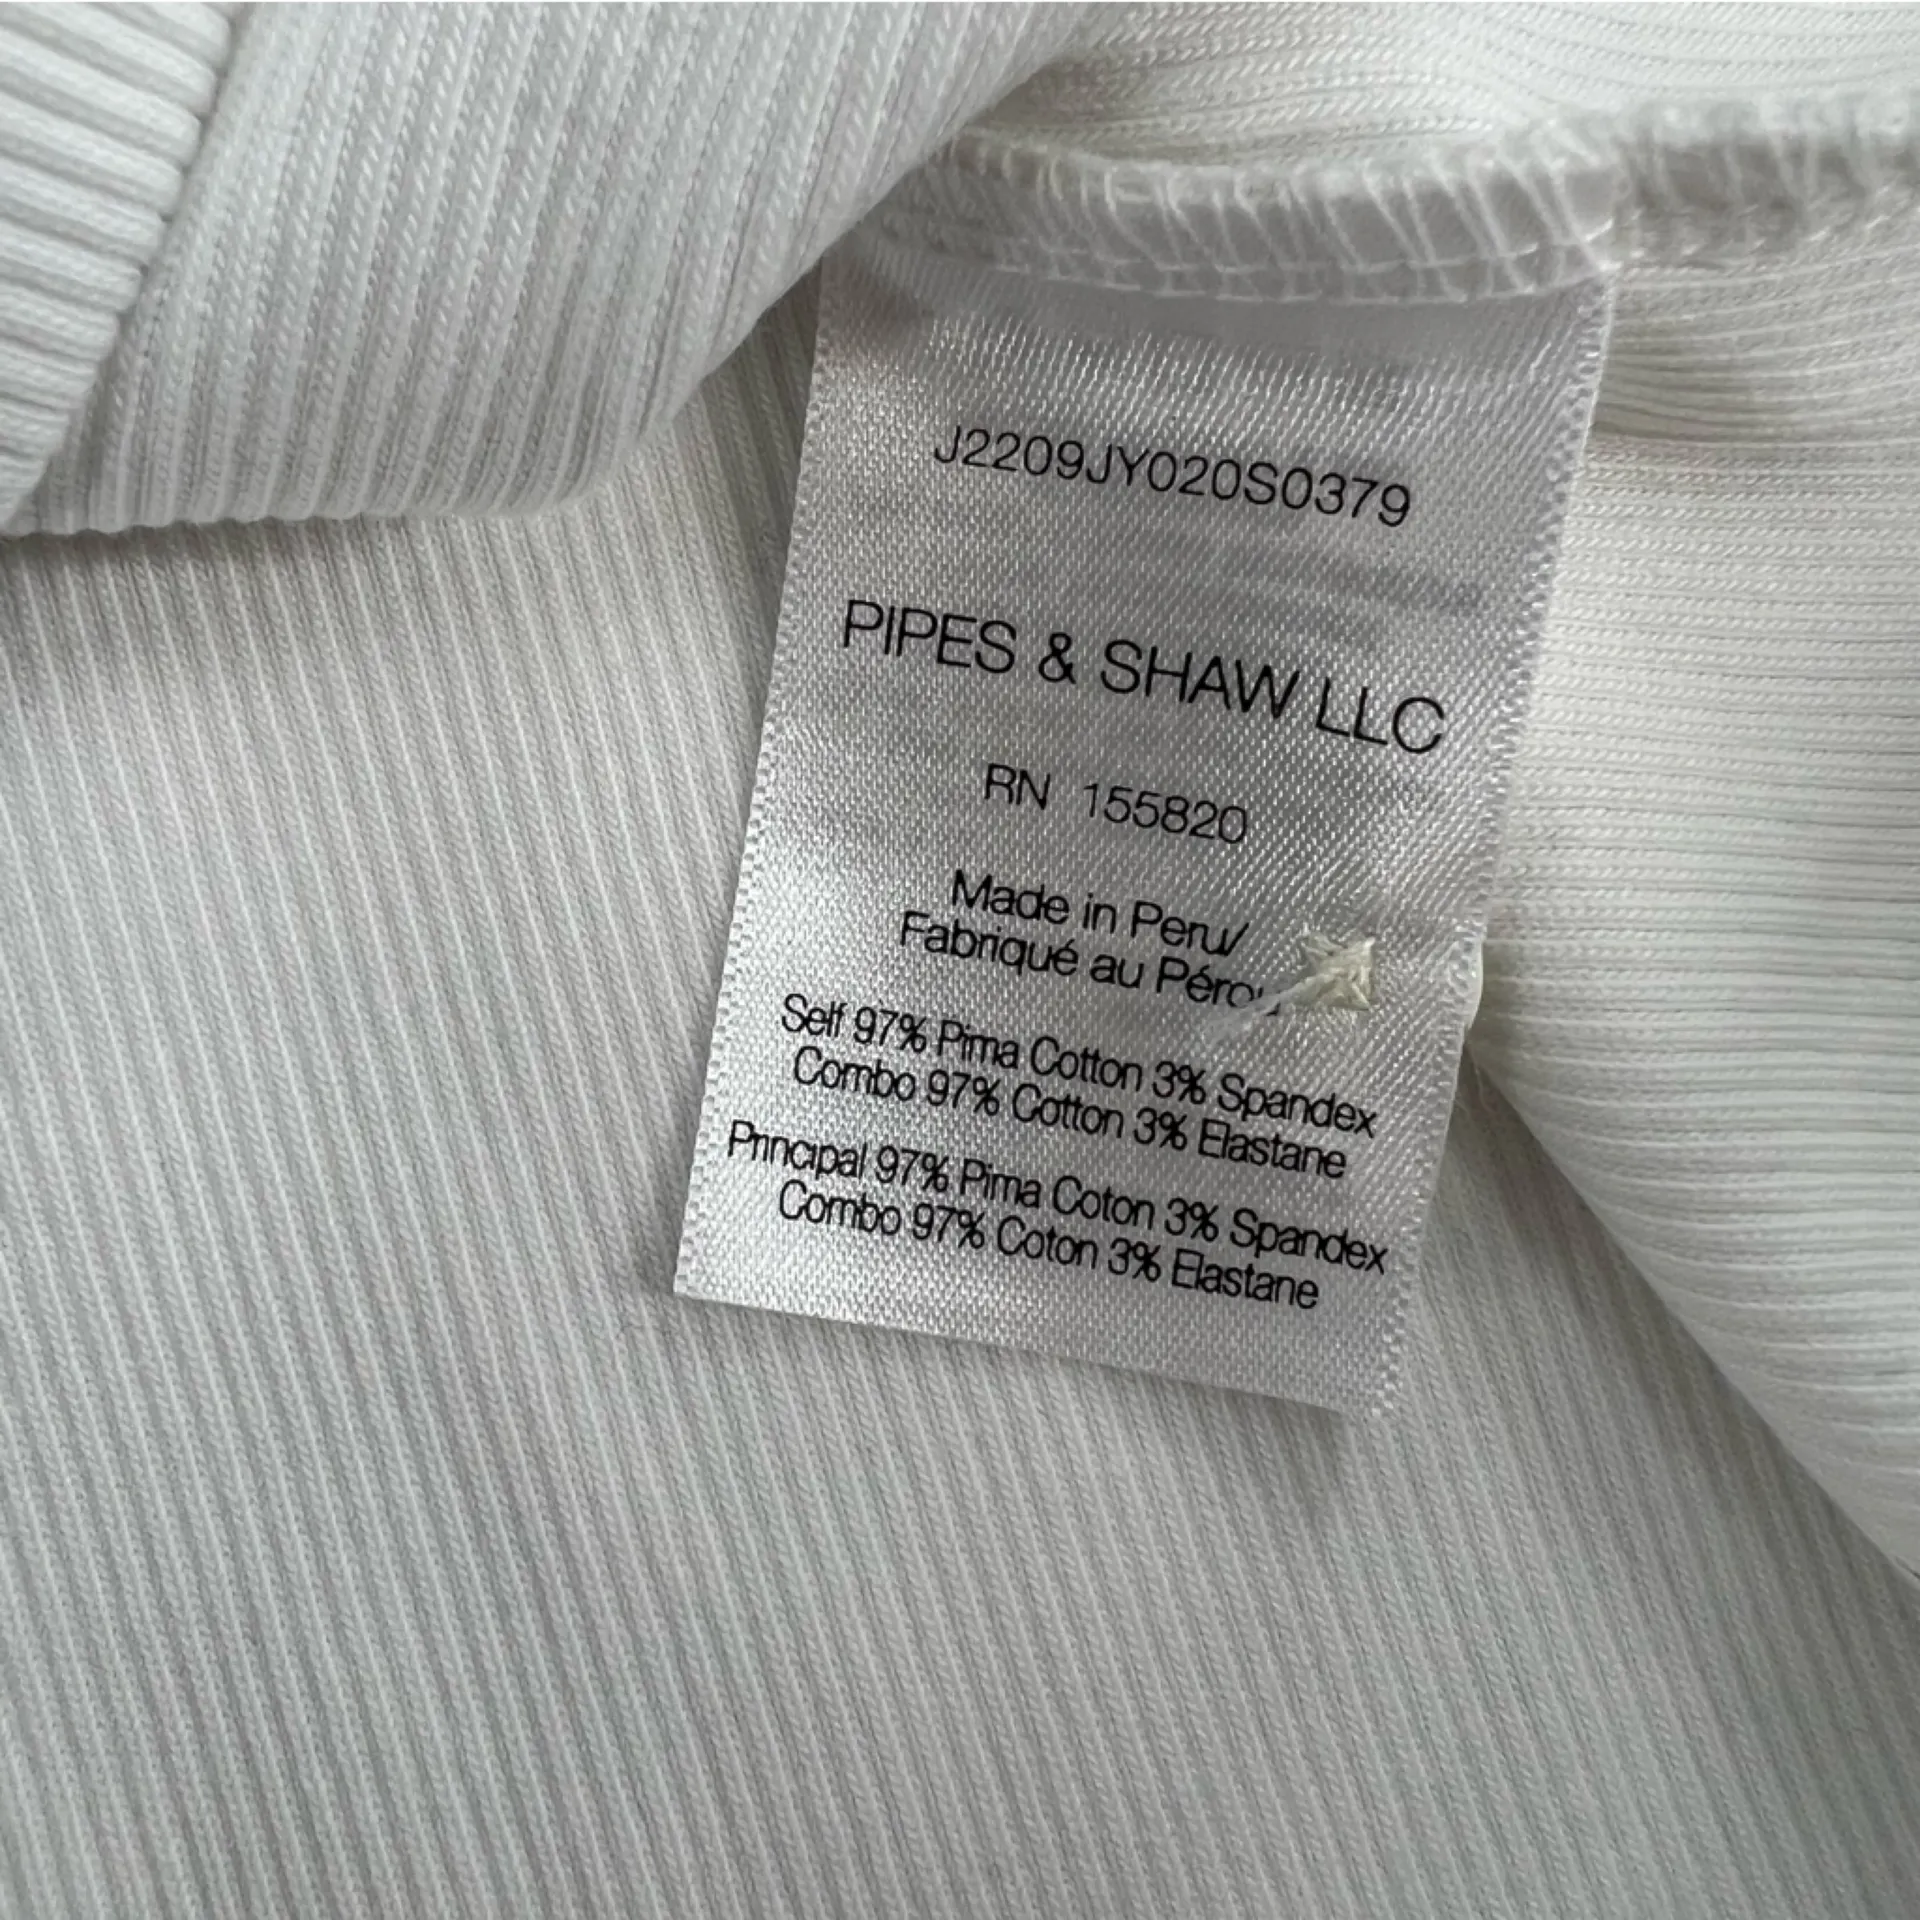 J2209JY020S0379
PIPES & SHAW LLC
RN 155820
Made in Peru/
Fabriqué au Pérou
Self 97% Pima Cotton 3% Spandex
Combo 97% Cotton 3% Elastane
Principal 97% Pima Coton 3% Spandex
Combo 97% Coton 3% Elastane